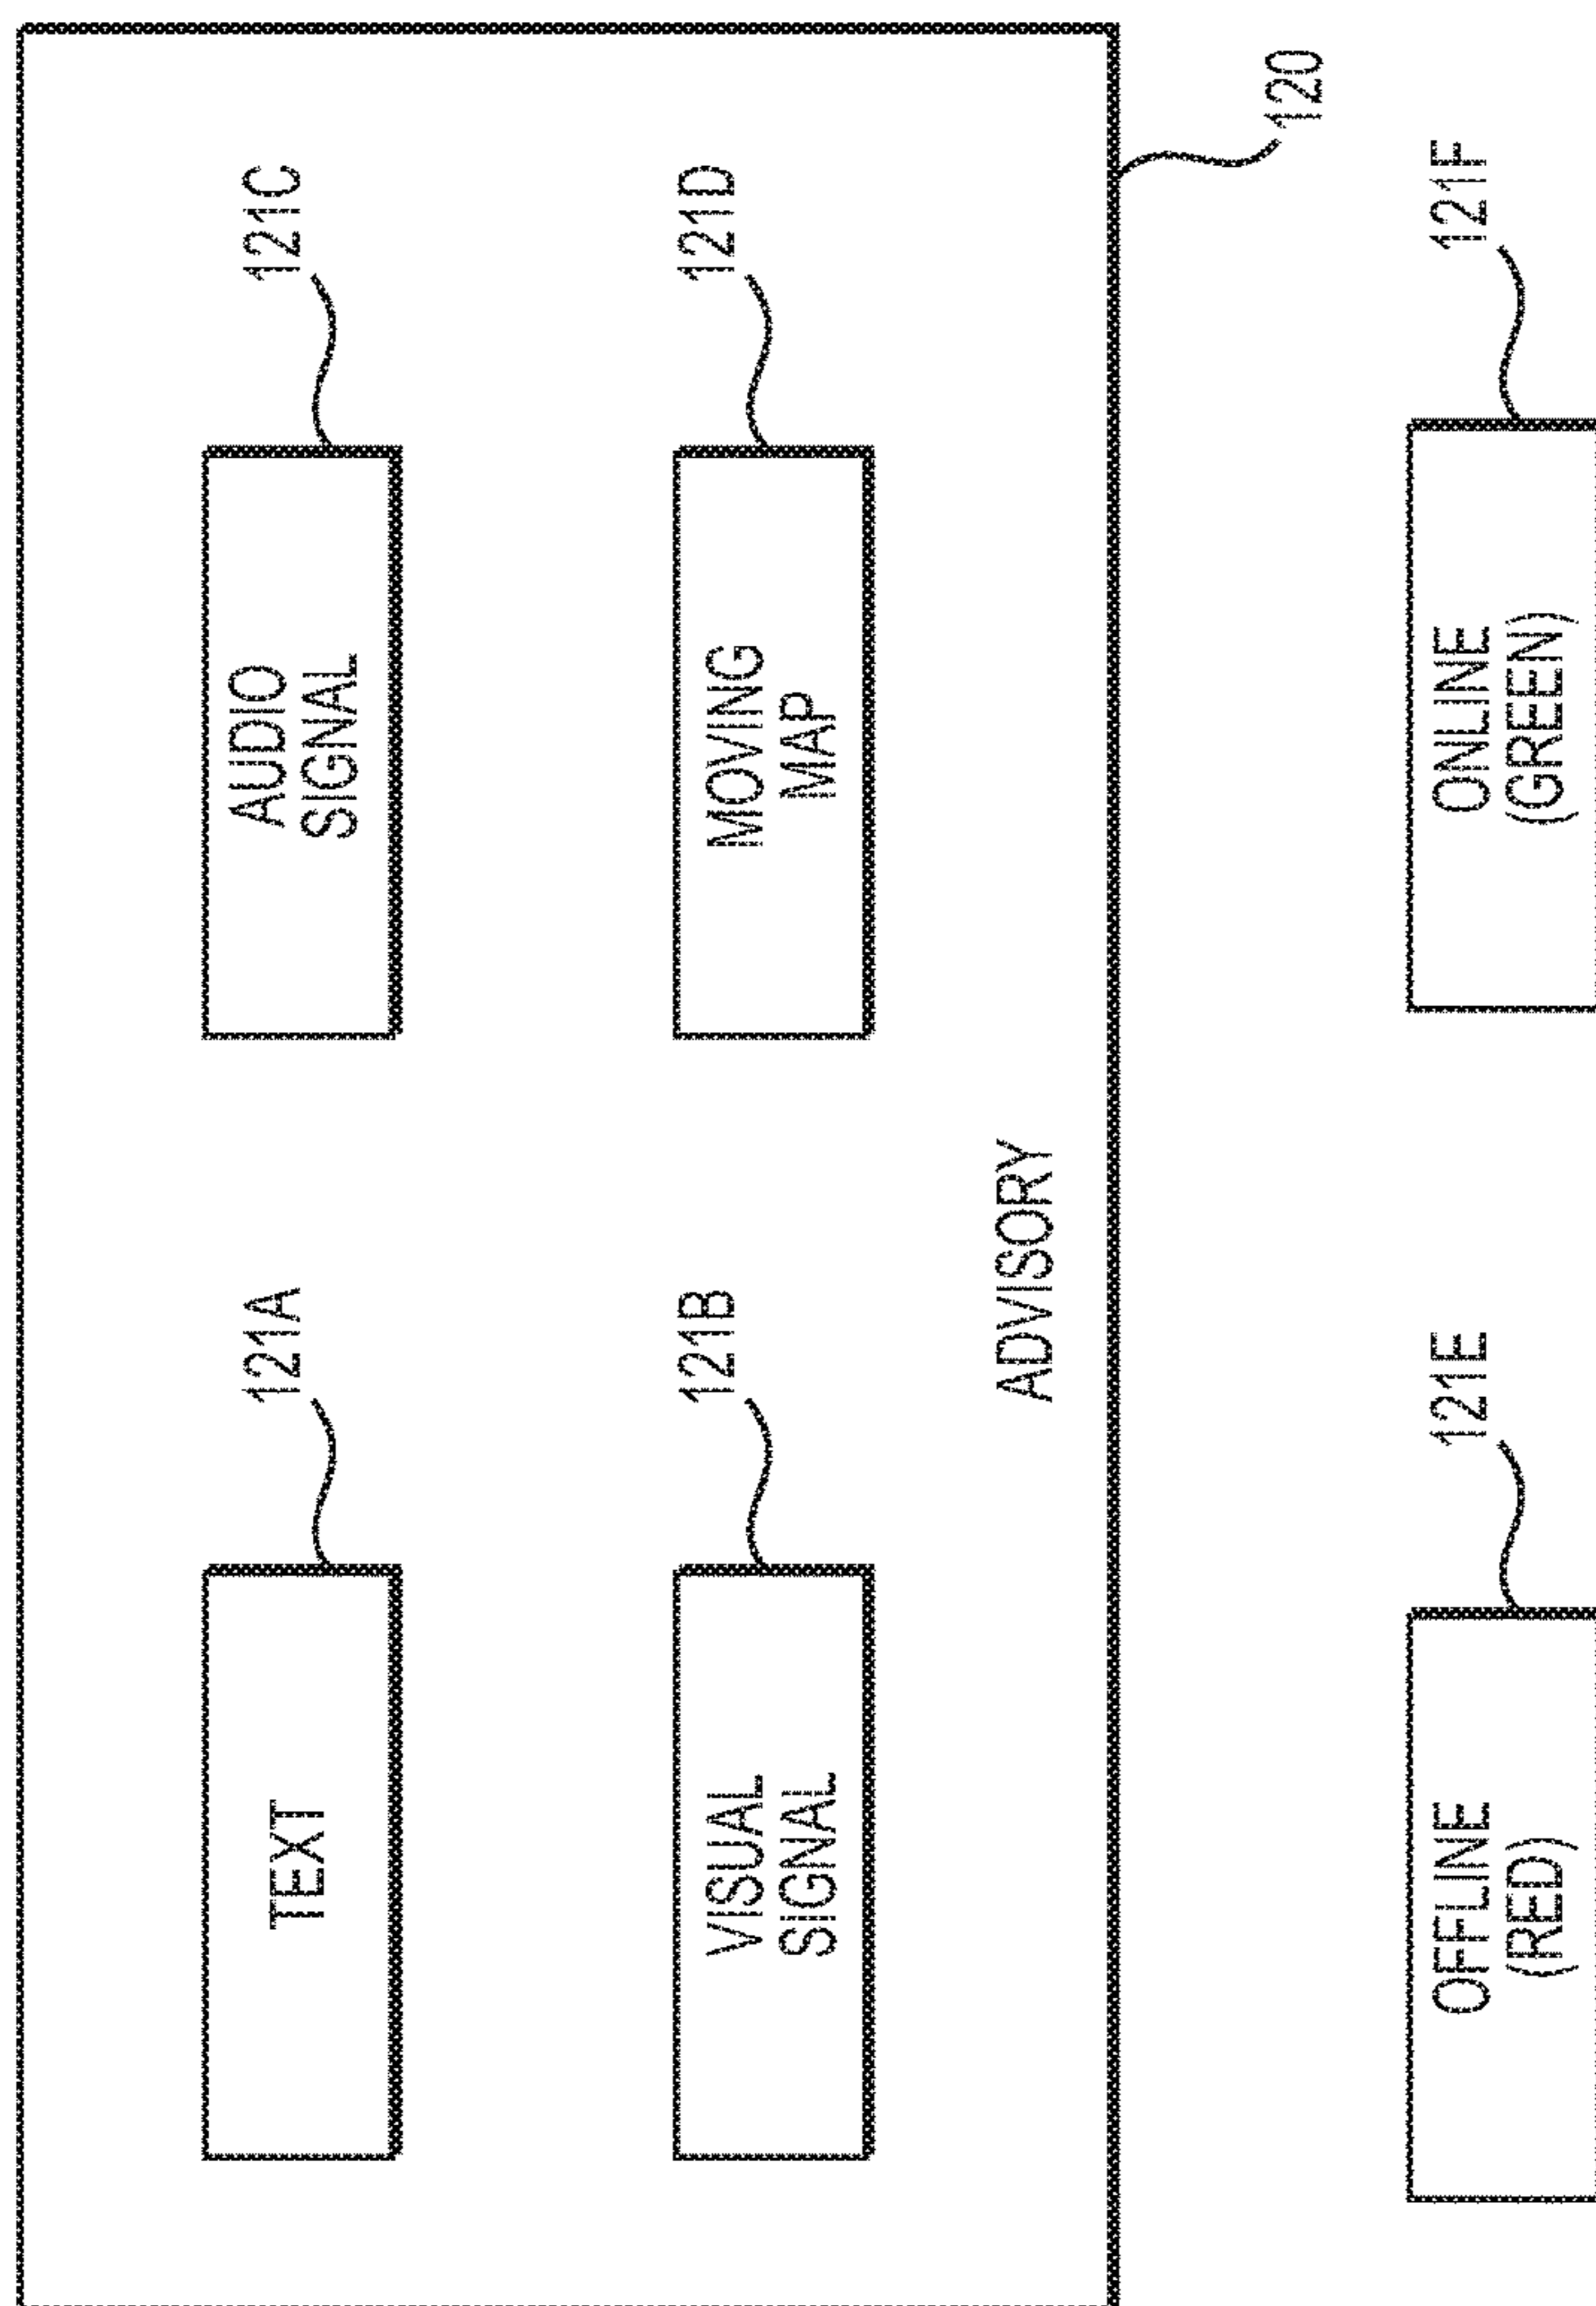 121A
TEXT
121C
AUDIO
SIGNAL
121B
VISUAL
SIGNAL
121D
MOVING
MAP
ADVISORY
120
121E
OFFLINE
(RED)
121F
ONLINE
(GREEN)